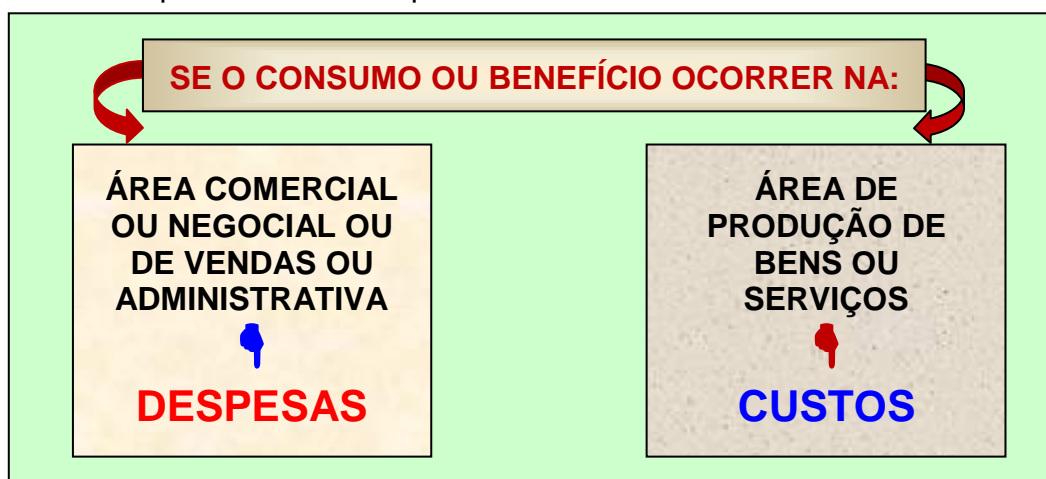 SE O CONSUMO OU BENEFÍCIO OCORRER NA:
ÁREA COMERCIAL
OU NEGOCIAL OU
DE VENDAS OU
ADMINISTRATIVA
DESPESAS
ÁREA DE
PRODUÇÃO DE
BENS OU
SERVIÇOS
CUSTOS